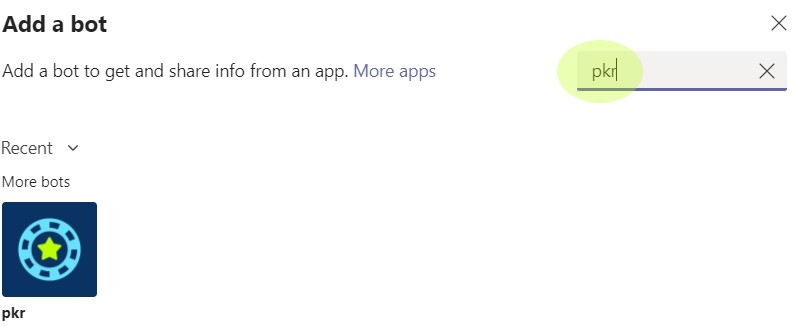 Add a bot
Add a bot to get and share info from an app. More apps
pkr
Recent
More bots
pkr